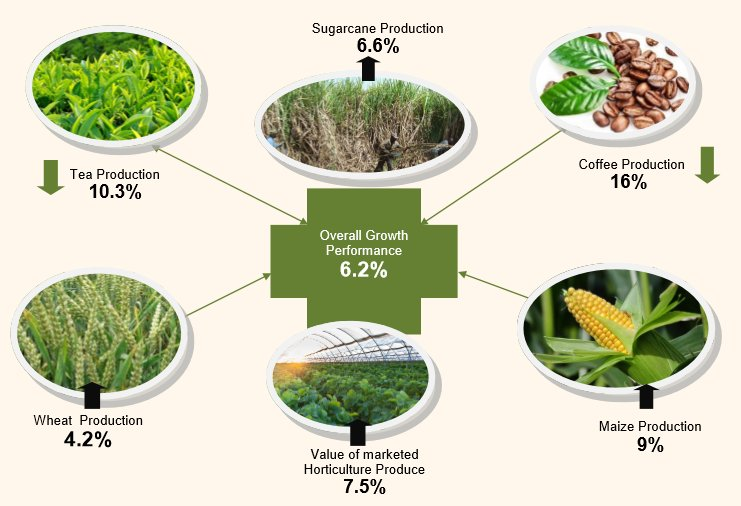 Sugarcane Production
6.6%
Tea Production
10.3%
Coffee Production
16%
Overall Growth
Performance
6.2%
Wheat Production
4.2%
Value of marketed
Horticulture Produce
7.5%
Maize Production
9%